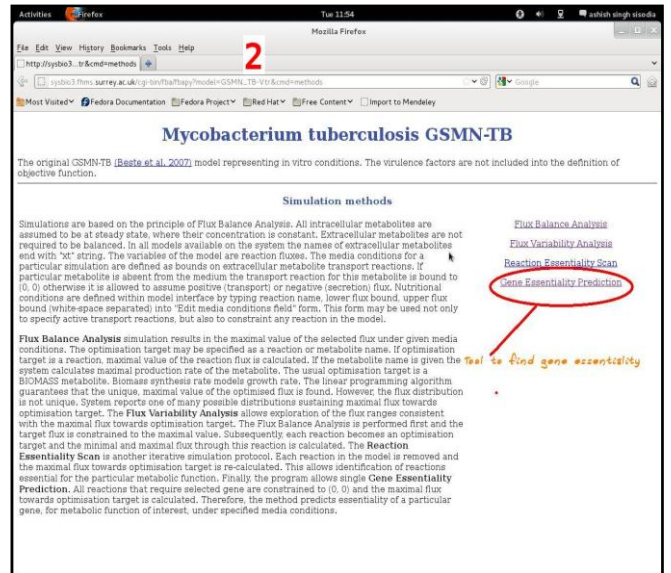 Activities Firefox Tue 11:54 ashish singh sisodia
Mozilla Firefox
File Edit View History Bookmarks Tools Help
2
http://sysbio3...tr&cmd=methods
sysbio3.fhms.surrey.ac.uk/cgi-bin/fba/fbapy?model=GSMN_TB-Vtr&cmd=methods Google
Most Visited Fedora Documentation Fedora Project Red Hat Free Content Import to Mendeley
Mycobacterium tuberculosis GSMN-TB
The original GSMN-TB (Beste et al. 2007) model representing in vitro conditions. The virulence factors are not included into the definition of
objective function.
Simulation methods
Simulations are based on the principle of Flux Balance Analysis. All intracellular metabolites are
assumed to be at steady state, where their concentration is constant. Extracellular metabolites are not
required to be balanced. In all models available on the system the names of extracellular metabolites
end with "xt" string. The variables of the model are reaction fluxes. The media conditions for a
particular simulation are defined as bounds on extracellular metabolite transport reactions. If
particular metabolite is absent from the medium the transport reaction for this metabolite is bound to
(0, 0) otherwise it is allowed to assume positive (transport) or negative (secretion) flux. Nutritional
conditions are defined within model interface by typing reaction name, lower flux bound, upper flux
bound (white-space separated) into "Edit media conditions field" form. This form may be used not only
to specify active transport reactions, but also to constraint any reaction in the model.
Flux Balance Analysis simulation results in the maximal value of the selected flux under given media
conditions. The optimisation target may be specified as a reaction or metabolite name. If optimisation
target is a reaction, maximal value of the reaction flux is calculated. If the metabolite name is given the
system calculates maximal production rate of the metabolite. The usual optimisation target is a
BIOMASS metabolite. Biomass synthesis rate models growth rate. The linear programming algorithm
guarantees that the unique, maximal value of the optimised flux is found. However, the flux distribution
is not unique. System reports one of many possible distributions sustaining maximal flux towards
optimisation target. The Flux Variability Analysis allows exploration of the flux ranges consistent
with the maximal flux towards optimisation target. The Flux Balance Analysis is performed first and the
target flux is constrained to the maximal value. Subsequently, each reaction becomes an optimisation
target and the minimal and maximal flux through this reaction is calculated. The Reaction
Essentiality Scan is another iterative simulation protocol. Each reaction in the model is removed and
the maximal flux towards optimisation target is re-calculated. This allows identification of reactions
essential for the particular metabolic function. Finally, the program allows single Gene Essentiality
Prediction. All reactions that require selected gene are constrained to (0, 0) and the maximal flux
towards optimisation target is calculated. Therefore, the method predicts essentiality of a particular
gene, for metabolic function of interest, under specified media conditions.
Flux Balance Analysis
Flux Variability Analysis
Reaction Essentiality Scan
Gene Essentiality Prediction
Tool to find gene essentiality